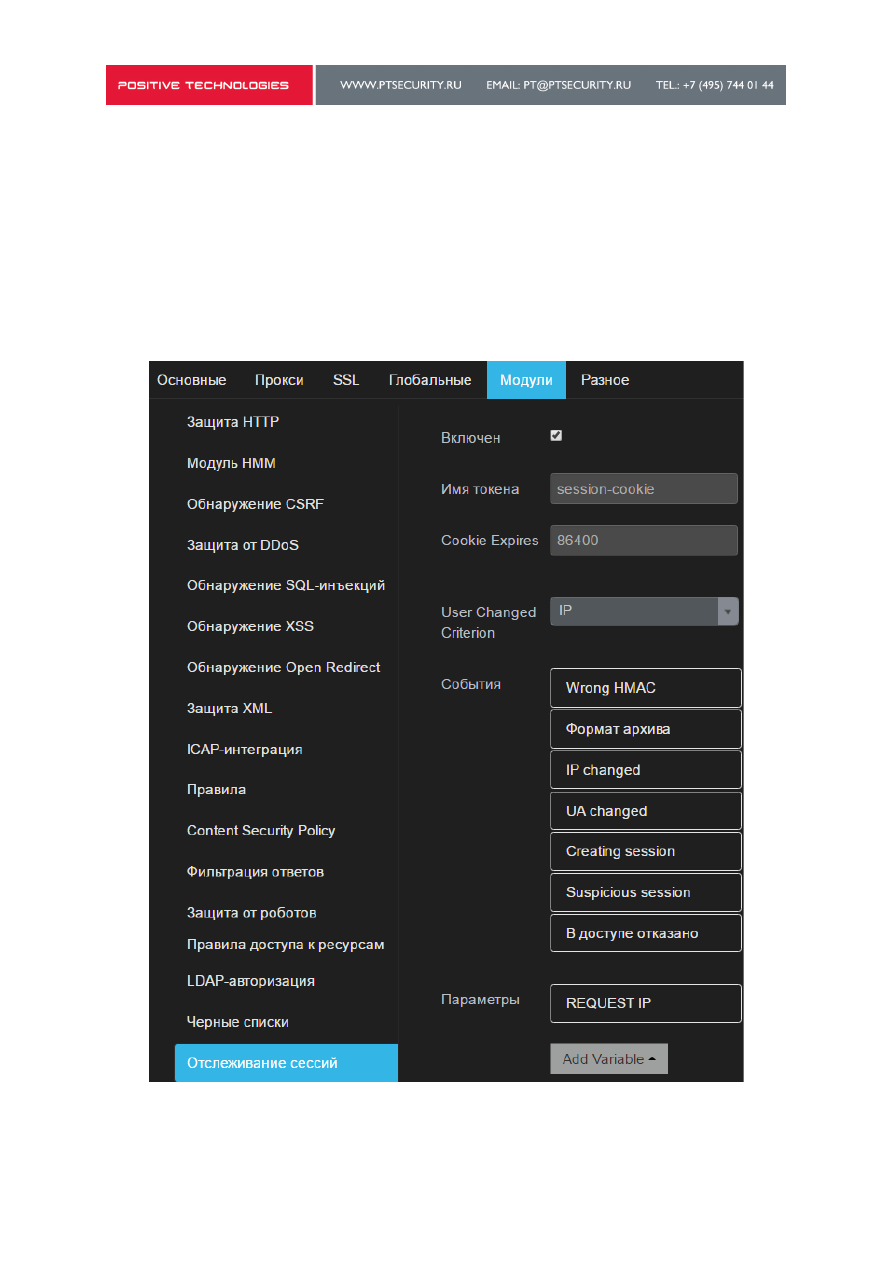 POSITIVE TECHNOLOGIES WWW.PTSECURITY.RU EMAIL: PT@PTSECURITY.RU TEL.: +7 (495) 744 01 44
Основные Прокси SSL Глобальные Модули Разное
Защита HTTP
Модуль HMM
Обнаружение CSRF
Защита от DDoS
Обнаружение SQL-инъекций
Обнаружение XSS
Обнаружение Open Redirect
Защита XML
ICAP-интеграция
Правила
Content Security Policy
Фильтрация ответов
Защита от роботов
Правила доступа к ресурсам
LDAP-авторизация
Черные списки
Отслеживание сессий
Включен
Имя токена session-cookie
Cookie Expires 86400
User Changed IP
Criterion
События Wrong HMAC
Формат архива
IP changed
UA changed
Creating session
Suspicious session
В доступе отказано
Параметры REQUEST IP
Add Variable